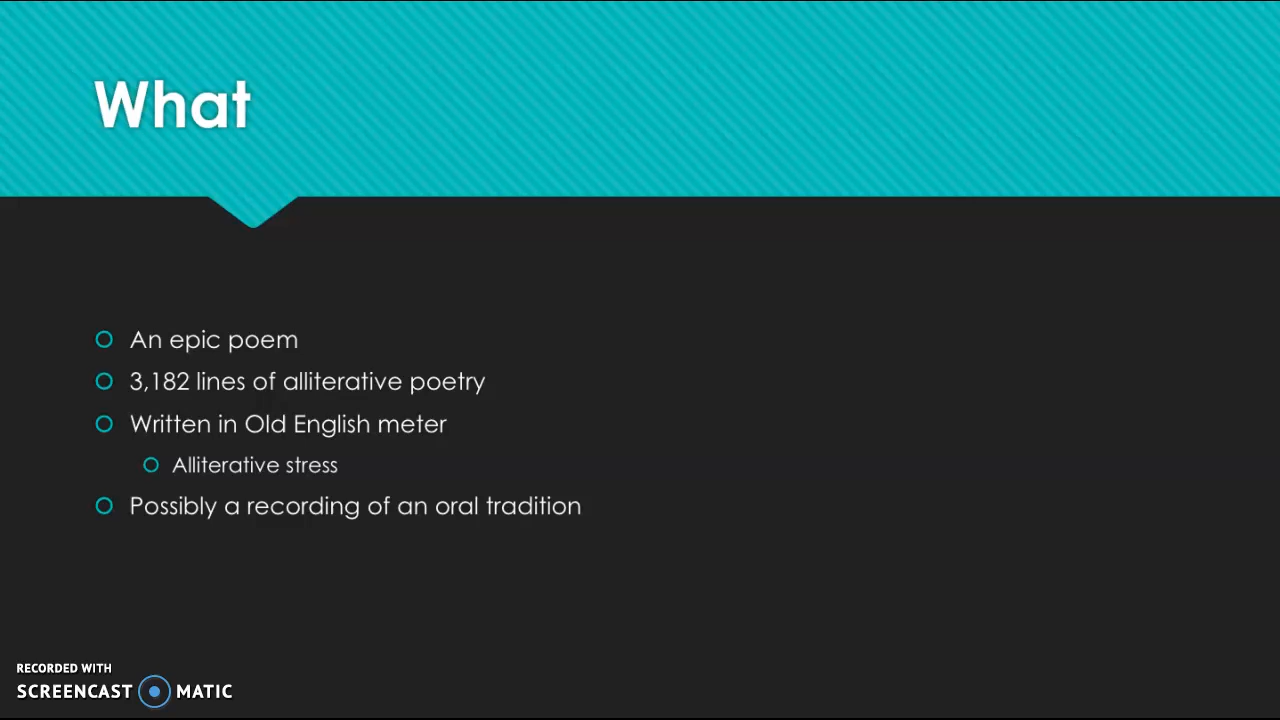 What
An epic poem
3,182 lines of alliterative poetry
Written in Old English meter
Alliterative stress
Possibly a recording of an oral tradition
RECORDED WITH
SCREENCAST MATIC